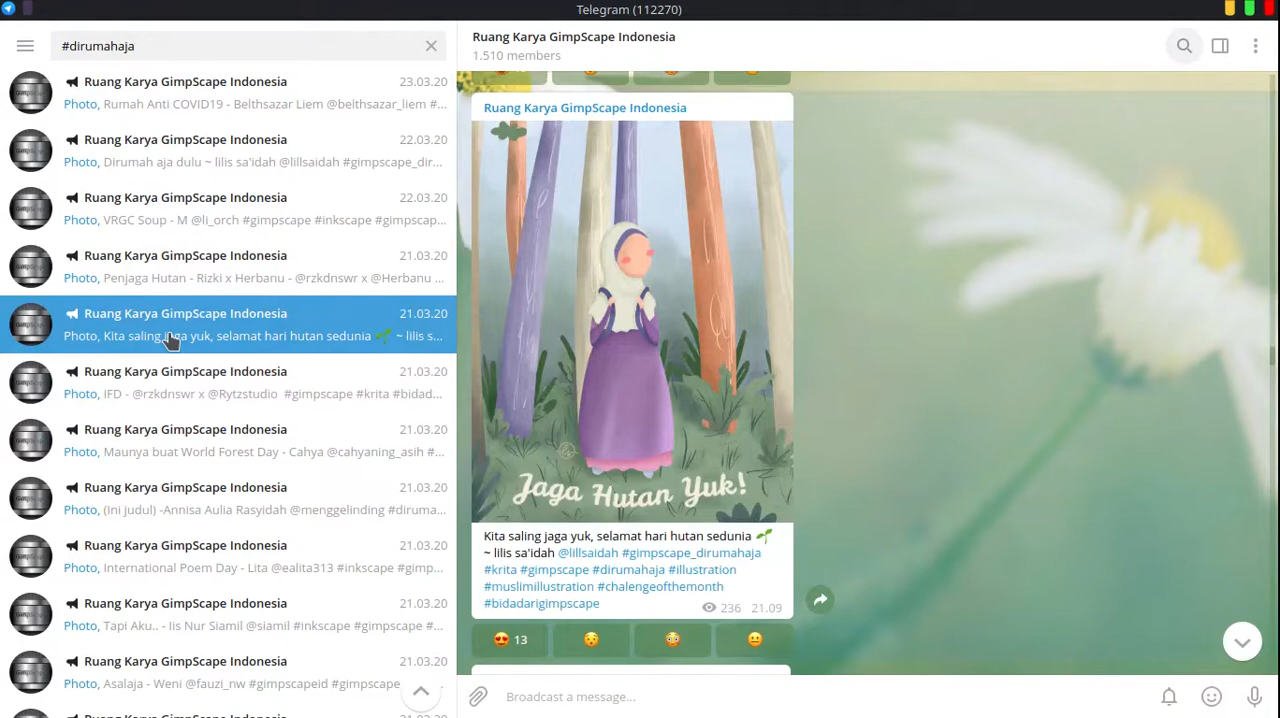 Telegram (112270)
#dirumahaja
Ruang Karya GimpScape Indonesia
1.510 members
Ruang Karya GimpScape Indonesia 23.03.20
Photo, Rumah Anti COVID19 - Belthsazar Liem @belthsazar_liem #...
Ruang Karya GimpScape Indonesia 22.03.20
Photo, Dirumah aja dulu ~ lilis sa'idah @lillsaidah #gimpscape_dir...
Ruang Karya GimpScape Indonesia 22.03.20
Photo, VRGC Soup - M @li_orch #gimpscape #inkscape #gimpscap...
Ruang Karya GimpScape Indonesia 21.03.20
Photo, Penjaga Hutan - Rizki x Herbanu - @rzkdnswr x @Herbanu ...
Ruang Karya GimpScape Indonesia 21.03.20
Photo, Kita saling jaga yuk, selamat hari hutan sedunia 🌱 ~ lilis s...
Ruang Karya GimpScape Indonesia 21.03.20
Photo, IFD - @rzkdnswr x @Rytzstudio #gimpscape #krita #bidad...
Ruang Karya GimpScape Indonesia 21.03.20
Photo, Maunya buat World Forest Day - Cahya @cahyaning_asih #...
Ruang Karya GimpScape Indonesia 21.03.20
Photo, (Ini judul) -Annisa Aulia Rasyidah @menggelinding #diruma...
Ruang Karya GimpScape Indonesia 21.03.20
Photo, International Poem Day - Lita @ealita313 #inkscape #gimp...
Ruang Karya GimpScape Indonesia 21.03.20
Photo, Tapi Aku.. - Iis Nur Siamil @siamil #inkscape #gimpscape #...
Ruang Karya GimpScape Indonesia 21.03.20
Photo, Asalaja - Weni @fauzi_nw #gimpscapeid #gimpscape
Ruang Karya GimpScape Indonesia
Jaga Hutan Yuk!
Kita saling jaga yuk, selamat hari hutan sedunia 🌱
~ lilis sa'idah @lillsaidah #gimpscape_dirumahaja
#krita #gimpscape #dirumahaja #illustration
#muslimillustration #chalengeofthemonth
#bidadarigimpscape 236 21.09
😍 13 😯 😳 😐
Broadcast a message...